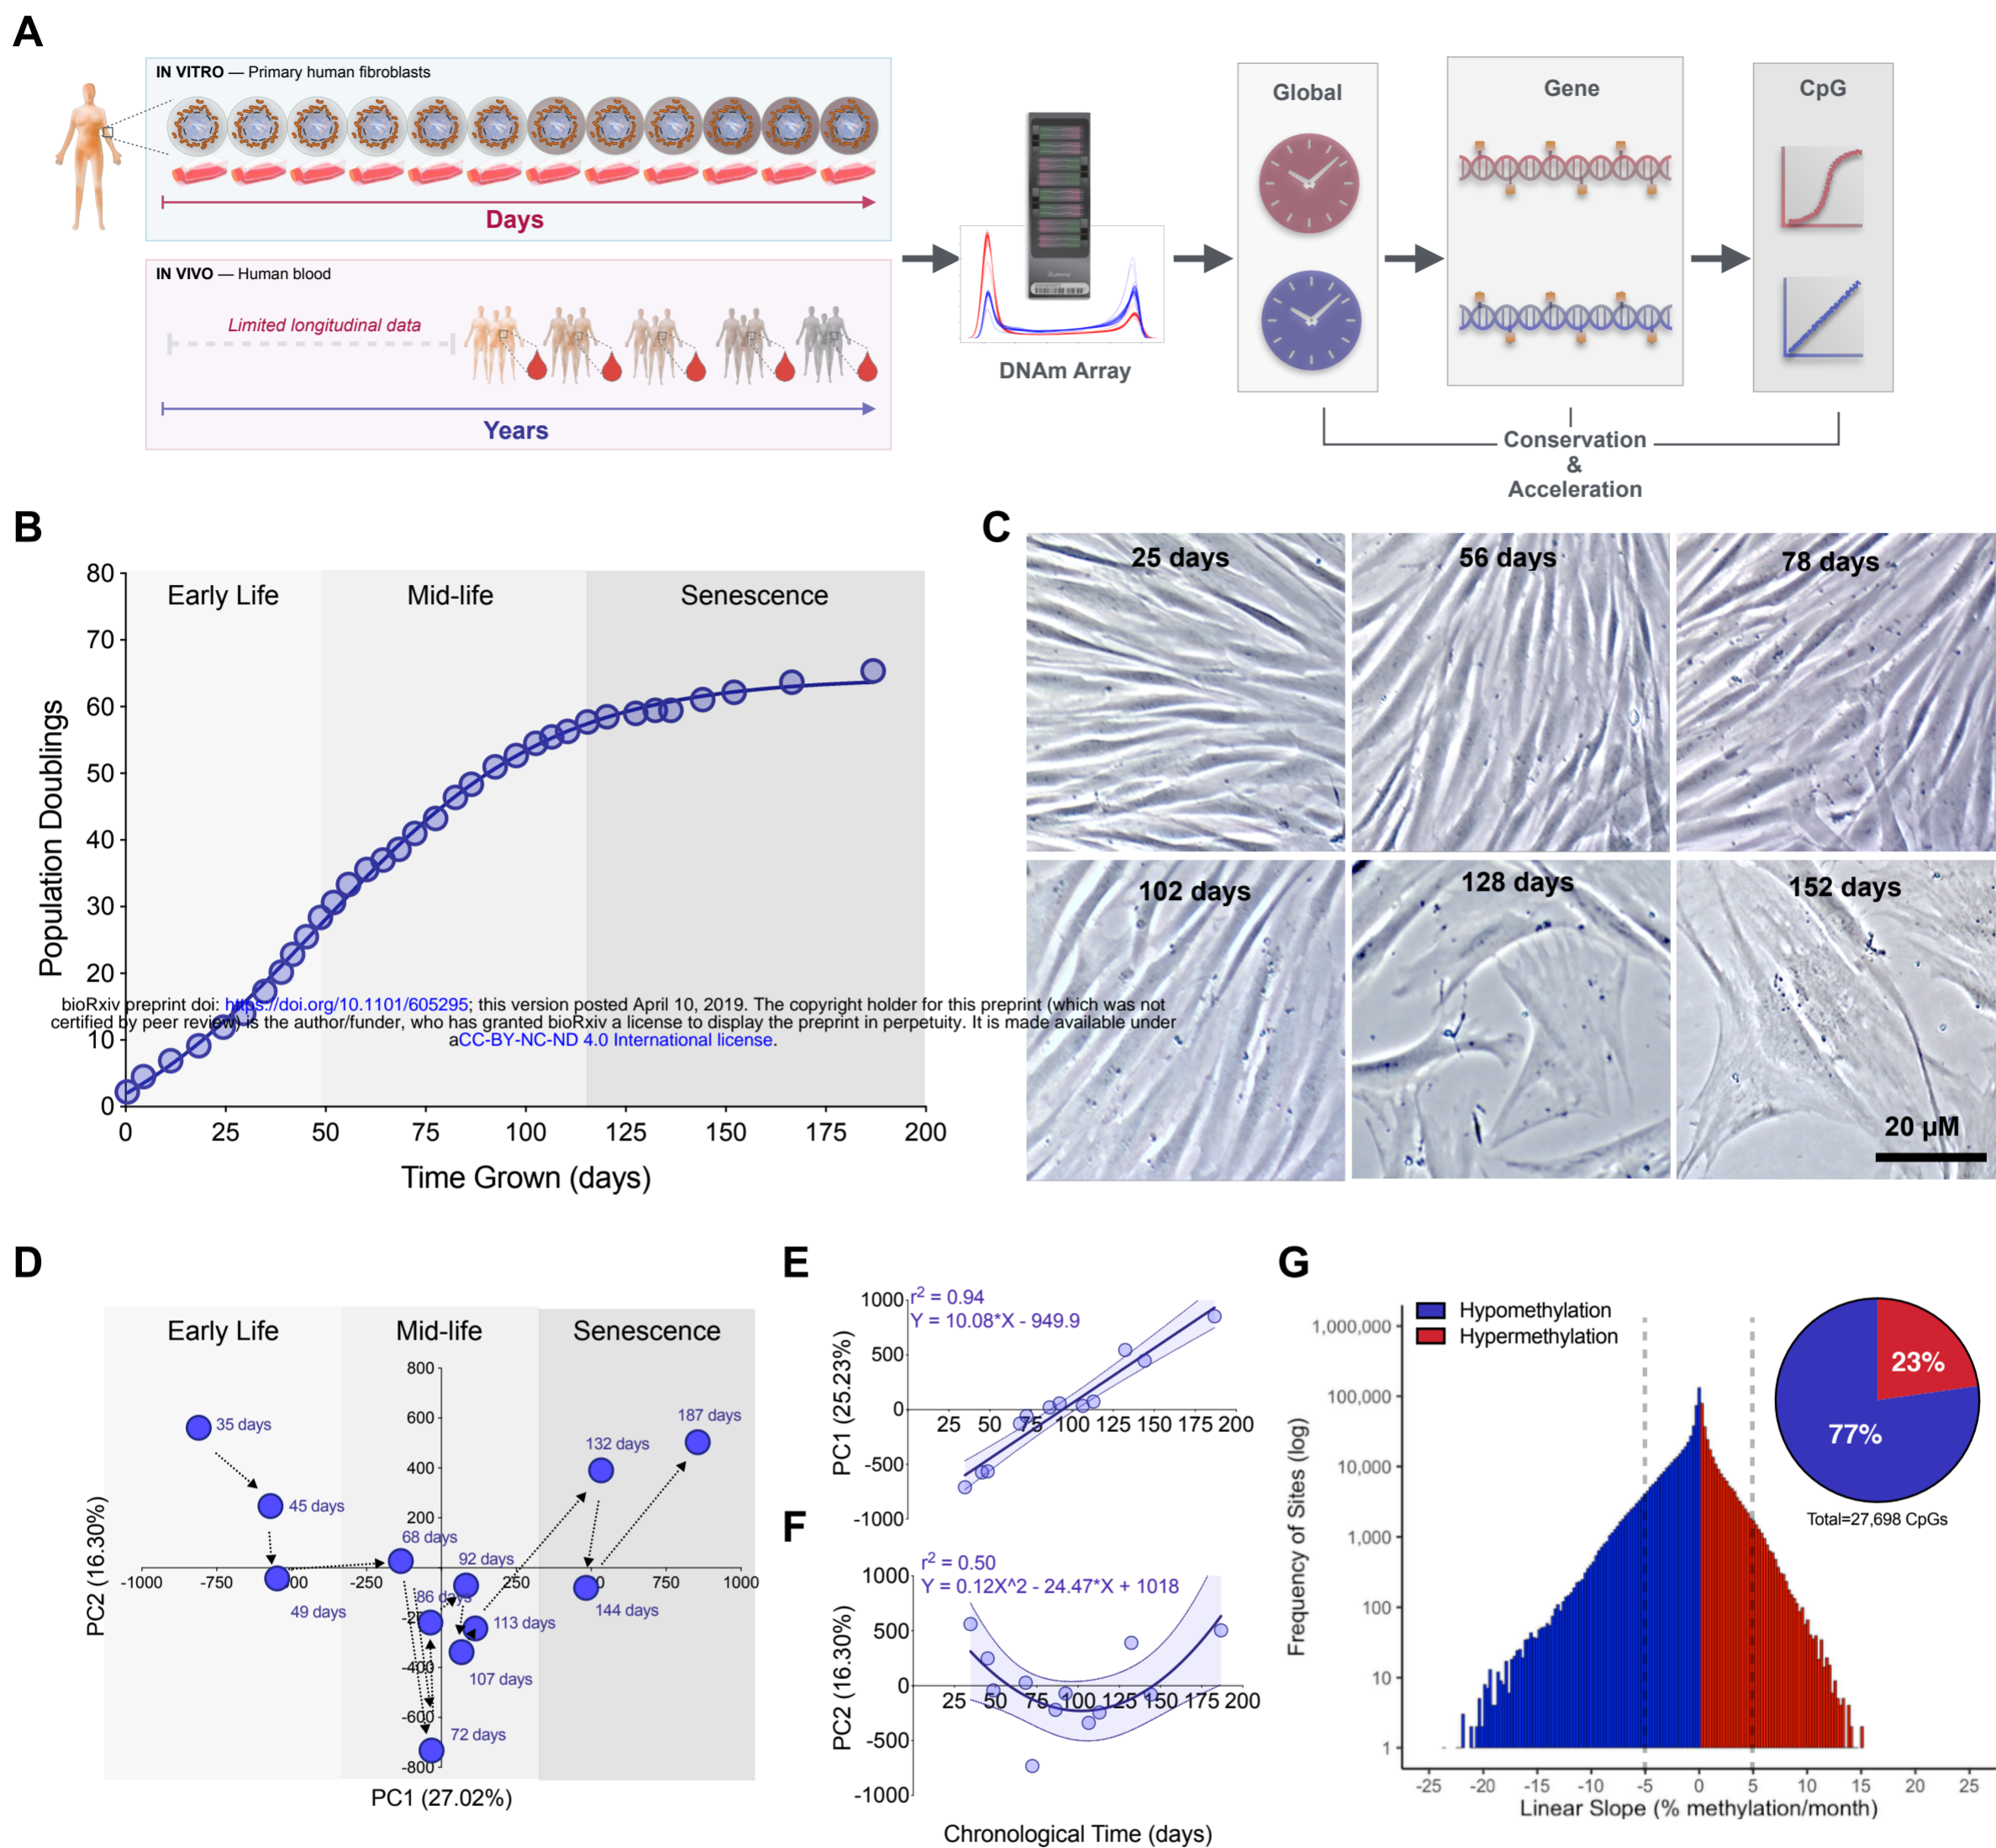 A
IN VITRO — Primary human fibroblasts
Days
IN VIVO — Human blood
Limited longitudinal data
Years
DNAm Array
Global
Gene
CpG
Conservation
&
Acceleration
B
Early Life
Mid-life
Senescence
Population Doublings
80
70
60
50
40
30
20
10
0
0 25 50 75 100 125 150 175 200
Time Grown (days)
bioRxiv preprint doi: https://doi.org/10.1101/605295; this version posted April 10, 2019. The copyright holder for this preprint (which was not
certified by peer review) is the author/funder, who has granted bioRxiv a license to display the preprint in perpetuity. It is made available under
aCC-BY-NC-ND 4.0 International license.
C
25 days
56 days
78 days
102 days
128 days
152 days
20 µM
D
Early Life
Mid-life
Senescence
PC2 (16.30%)
800
600
400
200
-400
-600
-800
-1000 -750 -250 250 750 1000
35 days
45 days
49 days
68 days
92 days
86 days
113 days
107 days
72 days
132 days
144 days
187 days
PC1 (27.02%)
E
r² = 0.94
Y = 10.08*X - 949.9
PC1 (25.23%)
1000
500
0
-500
-1000
25 50 75 100 125 150 175 200
F
r² = 0.50
Y = 0.12X^2 - 24.47*X + 1018
PC2 (16.30%)
1000
500
0
-500
-1000
25 50 75 100 125 150 175 200
Chronological Time (days)
G
Hypomethylation
Hypermethylation
23%
77%
Total=27,698 CpGs
Frequency of Sites (log)
1,000,000
100,000
10,000
1,000
100
10
1
-25 -20 -15 -10 -5 0 5 10 15 20 25
Linear Slope (% methylation/month)